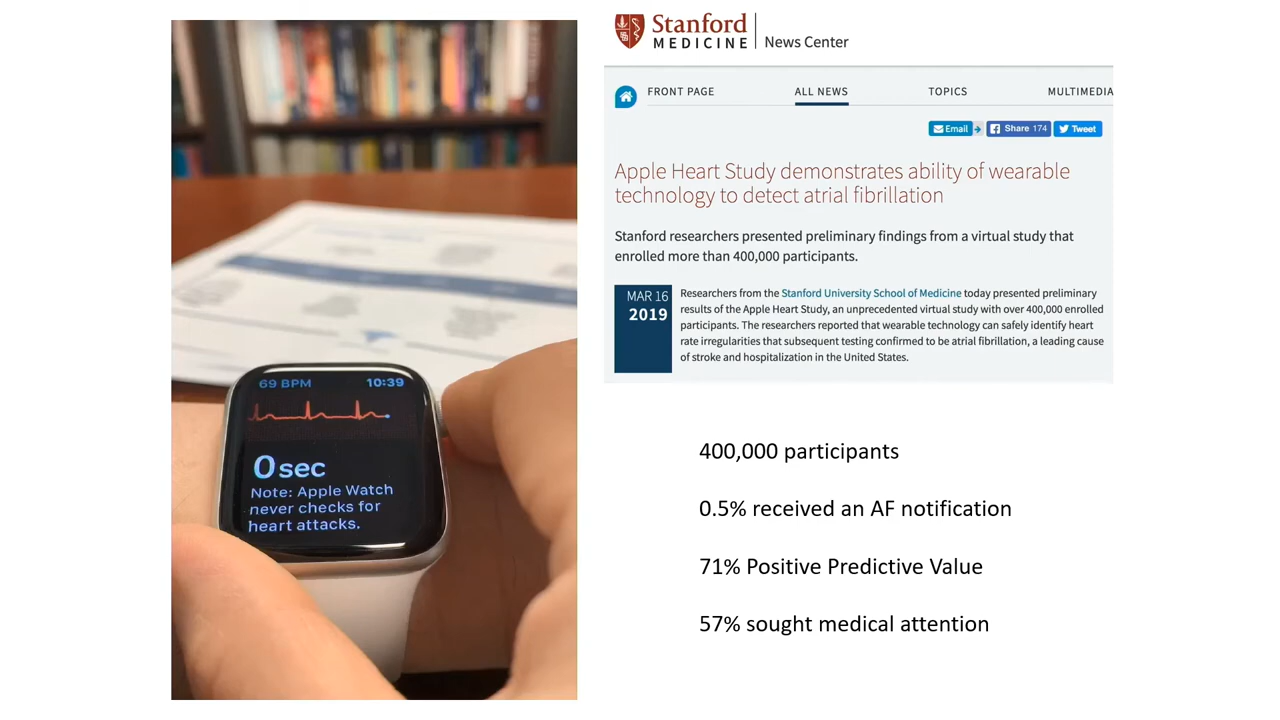 69 BPM 10:39
0 sec
Note: Apple Watch
never checks for
heart attacks.
Stanford
MEDICINE News Center
FRONT PAGE ALL NEWS TOPICS MULTIMEDIA
Email Share 174 Tweet
Apple Heart Study demonstrates ability of wearable
technology to detect atrial fibrillation
Stanford researchers presented preliminary findings from a virtual study that
enrolled more than 400,000 participants.
MAR 16
2019
Researchers from the Stanford University School of Medicine today presented preliminary
results of the Apple Heart Study, an unprecedented virtual study with over 400,000 enrolled
participants. The researchers reported that wearable technology can safely identify heart
rate irregularities that subsequent testing confirmed to be atrial fibrillation, a leading cause
of stroke and hospitalization in the United States.
400,000 participants
0.5% received an AF notification
71% Positive Predictive Value
57% sought medical attention